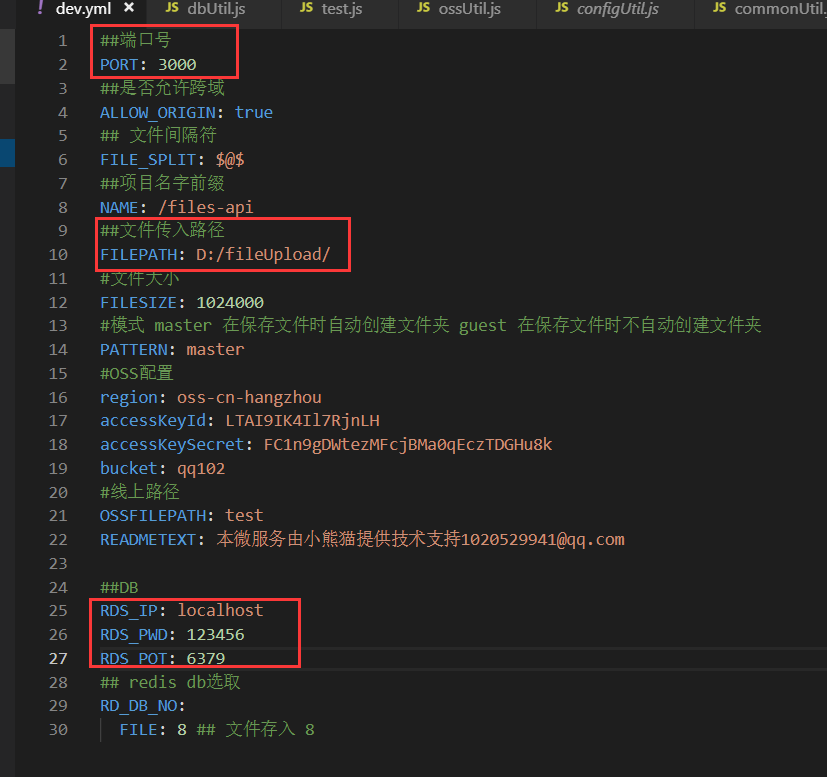 ! dev.yml × JS dbUtil.js JS test.js JS ossUtil.js JS configUtil.js JS commonUtil.
1 ##端口号
2 PORT: 3000
3 ##是否允许跨域
4 ALLOW_ORIGIN: true
5 ## 文件间隔符
6 FILE_SPLIT: $@$
7 ##项目名字前缀
8 NAME: /files-api
9 ##文件传入路径
10 FILEPATH: D:/fileUpload/
11 #文件大小
12 FILESIZE: 1024000
13 #模式 master 在保存文件时自动创建文件夹 guest 在保存文件时不自动创建文件夹
14 PATTERN: master
15 #OSS配置
16 region: oss-cn-hangzhou
17 accessKeyId: LTAI9IK4Il7RjnLH
18 accessKeySecret: FC1n9gDWtezMFcjBMa0qEczTDGHu8k
19 bucket: qq102
20 #线上路径
21 OSSFILEPATH: test
22 READMETEXT: 本微服务由小熊猫提供技术支持1020529941@qq.com
23
24 ##DB
25 RDS_IP: localhost
26 RDS_PWD: 123456
27 RDS_POT: 6379
28 ## redis db选取
29 RD_DB_NO:
30 FILE: 8 ## 文件存入 8